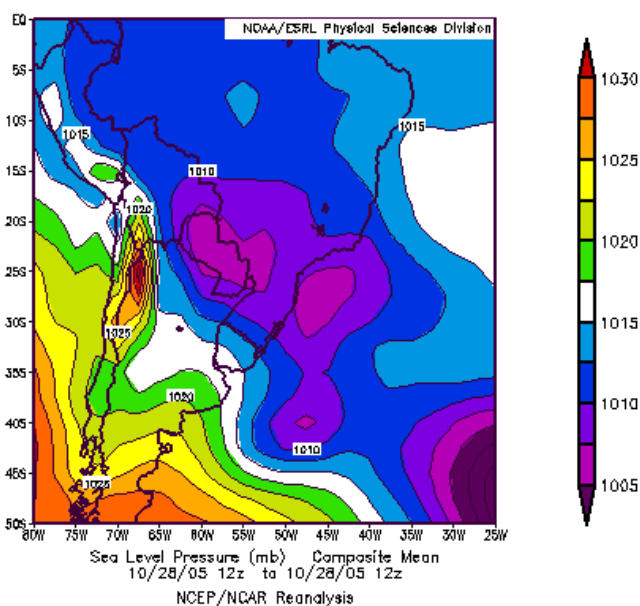 NOAA/ESRL Physical Sciences Division
EQ
5S
10S
15S
20S
25S
30S
35S
40S
45S
50S
1015
1015
1010
1020
1025
1020
1010
1025
80W 75W 70W 65W 60W 55W 50W 45W 40W 35W 30W 25W
1030
1025
1020
1015
1010
1005
Sea Level Pressure (mb) Composite Mean
10/28/05 12z to 10/28/05 12z
NCEP/NCAR Reanalysis